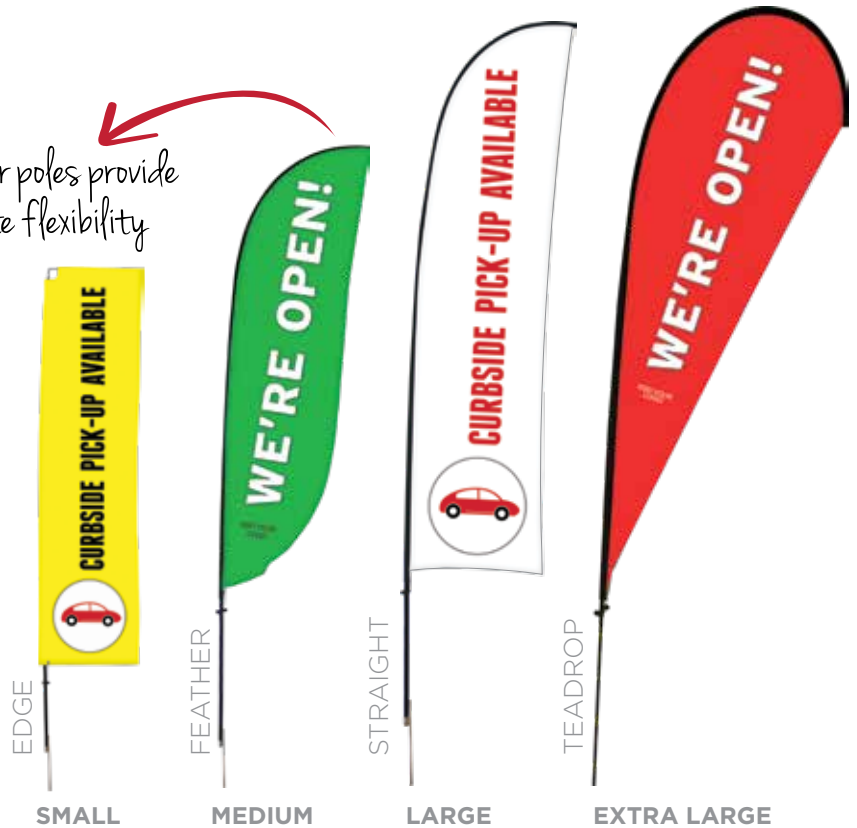 r poles provide
e flexibility
CURBSIDE PICK-UP AVAILABLE
WE'RE OPEN!
CURBSIDE PICK-UP AVAILABLE
WE'RE OPEN!
EDGE
FEATHER
STRAIGHT
TEADROP
SMALL
MEDIUM
LARGE
EXTRA LARGE